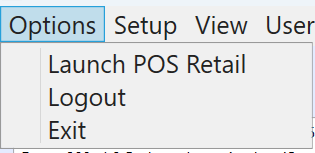 Options Setup View User
Launch POS Retail
Logout
Exit